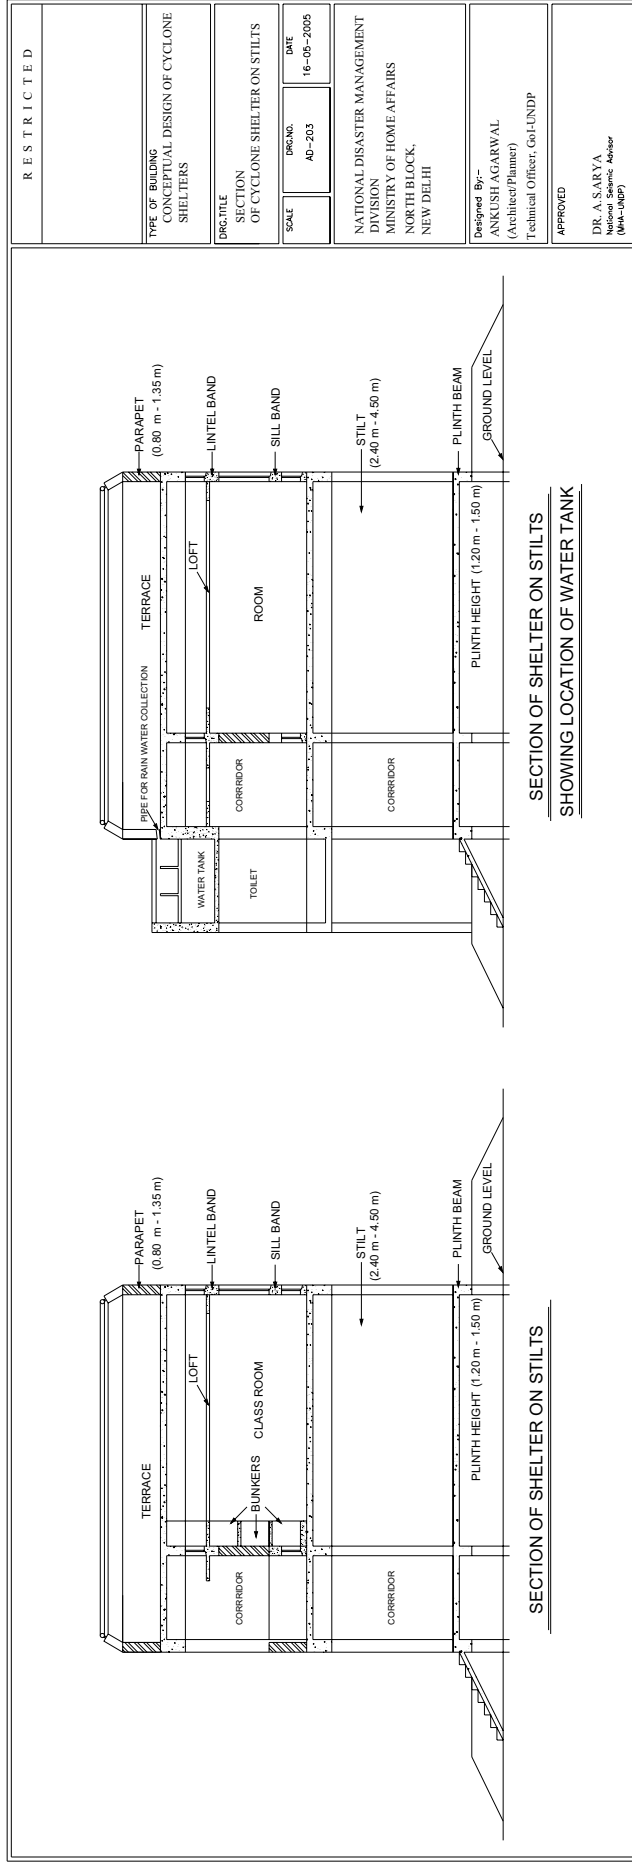 PARAPET
(0.80 m - 1.35 m)
TERRACE
LOFT
LINTEL BAND
BUNKERS
CLASS ROOM
SILL BAND
CORRRIDOR
STILT
(2.40 m - 4.50 m)
CORRRIDOR
PLINTH BEAM
PLINTH HEIGHT (1.20 m - 1.50 m)
GROUND LEVEL
SECTION OF SHELTER ON STILTS
PARAPET
(0.80 m - 1.35 m)
PIPE FOR RAIN WATER COLLECTION
TERRACE
LOFT
LINTEL BAND
WATER TANK
TOILET
CORRRIDOR
ROOM
SILL BAND
STILT
(2.40 m - 4.50 m)
CORRRIDOR
PLINTH BEAM
PLINTH HEIGHT (1.20 m - 1.50 m)
GROUND LEVEL
SECTION OF SHELTER ON STILTS
SHOWING LOCATION OF WATER TANK
RESTRICTED
TYPE OF BUILDING
CONCEPTUAL DESIGN OF CYCLONE
SHELTERS
DRG.TITLE
SECTION
OF CYCLONE SHELTER ON STILTS
SCALE
DRG.NO.
AD-203
DATE
16-05-2005
NATIONAL DISASTER MANAGEMENT
DIVISION
MINISTRY OF HOME AFFAIRS
NORTH BLOCK,
NEW DELHI
Designed By:-
ANKUSH AGARWAL
(Architect/Planner)
Technical Officer, GoI-UNDP
APPROVED
DR. A.S.ARYA
National Seismic Advisor
(MHA-UNDP)